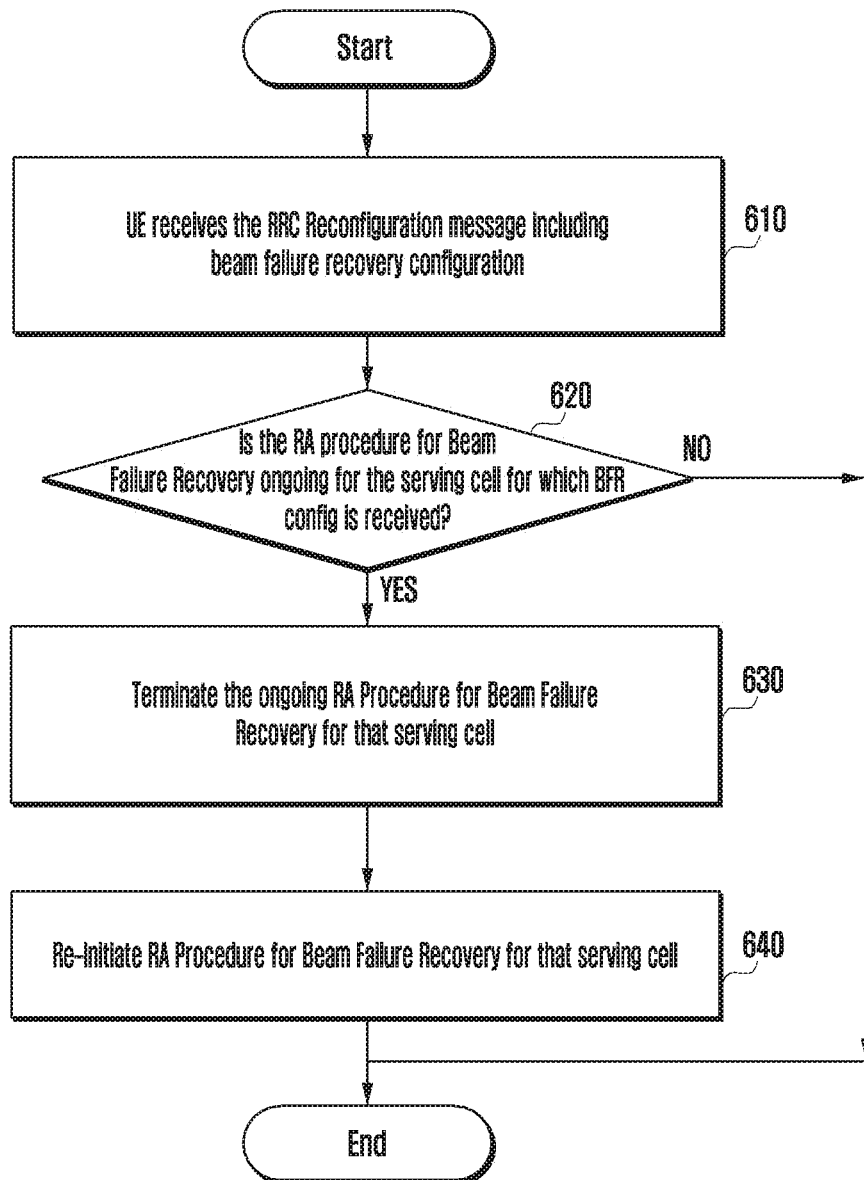 Start
UE receives the RRC Reconfiguration message including
beam failure recovery configuration
610
620
Is the RA procedure for Beam
Failure Recovery ongoing for the serving cell for which BFR
config is received?
NO
YES
Terminate the ongoing RA Procedure for Beam Failure
Recovery for that serving cell
630
Re-Initiate RA Procedure for Beam Failure Recovery for that serving cell
640
End